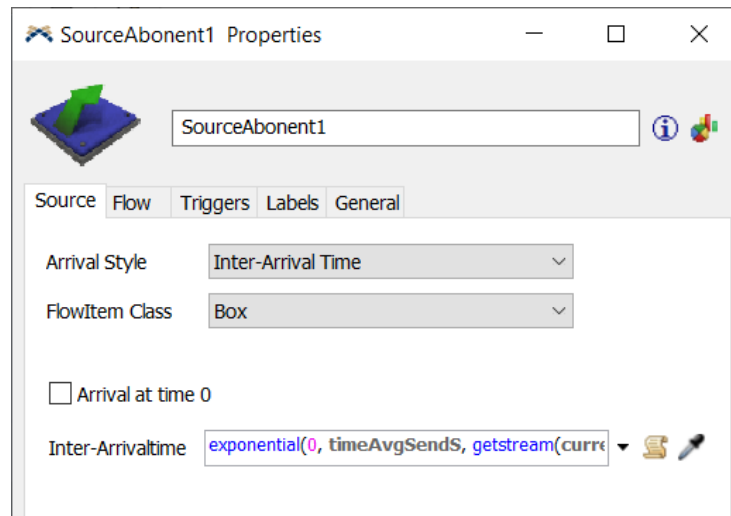 SourceAbonent1 Properties
SourceAbonent1
Source Flow Triggers Labels General
Arrival Style Inter-Arrival Time
FlowItem Class Box
Arrival at time 0
Inter-Arrivaltime exponential(0, timeAvgSendS, getstream(curre